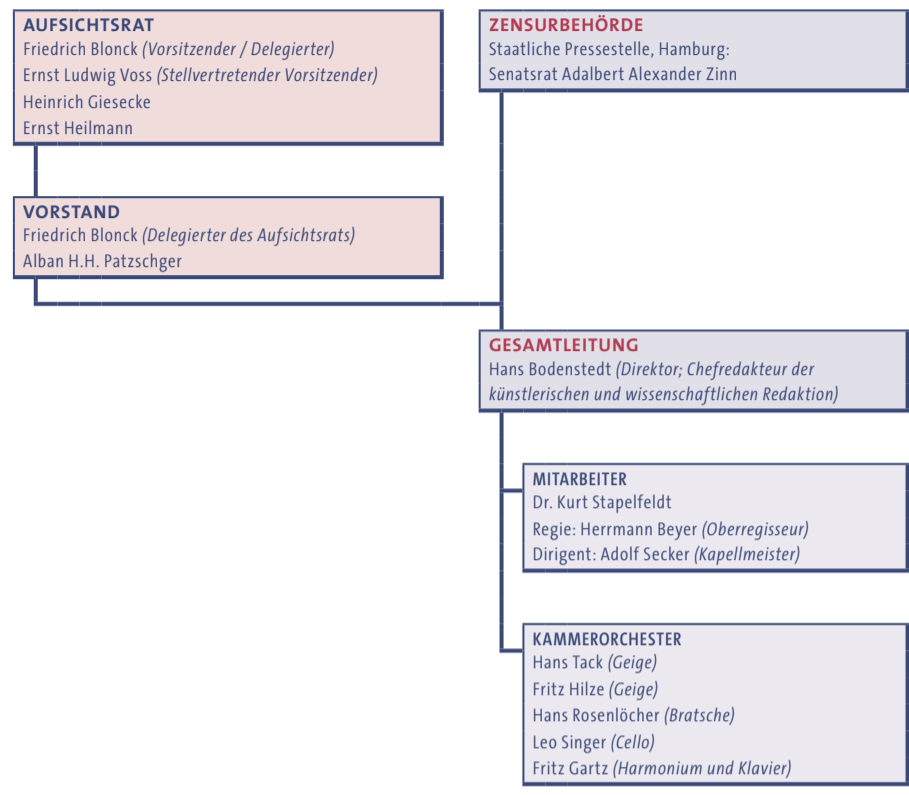 AUFSICHTSRAT
Friedrich Blonck (Vorsitzender / Delegierter)
Ernst Ludwig Voss (Stellvertretender Vorsitzender)
Heinrich Giesecke
Ernst Heilmann
ZENSURBEHÖRDE
Staatliche Pressestelle, Hamburg:
Senatsrat Adalbert Alexander Zinn
VORSTAND
Friedrich Blonck (Delegierter des Aufsichtsrats)
Alban H.H. Patzschger
GESAMTLEITUNG
Hans Bodenstedt (Direktor; Chefredakteur der
künstlerischen und wissenschaftlichen Redaktion)
MITARBEITER
Dr. Kurt Stapelfeldt
Regie: Herrmann Beyer (Oberregisseur)
Dirigent: Adolf Secker (Kapellmeister)
KAMMERORCHESTER
Hans Tack (Geige)
Fritz Hilze (Geige)
Hans Rosenlöcher (Bratsche)
Leo Singer (Cello)
Fritz Gartz (Harmonium und Klavier)